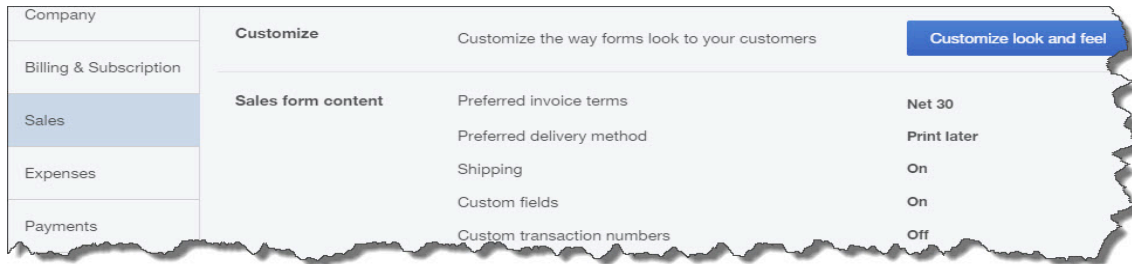 Company
Billing & Subscription
Sales
Expenses
Payments
Customize
Customize the way forms look to your customers
Customize look and feel
Sales form content
Preferred invoice terms
Net 30
Preferred delivery method
Print later
Shipping
On
Custom fields
On
Custom transaction numbers
Off